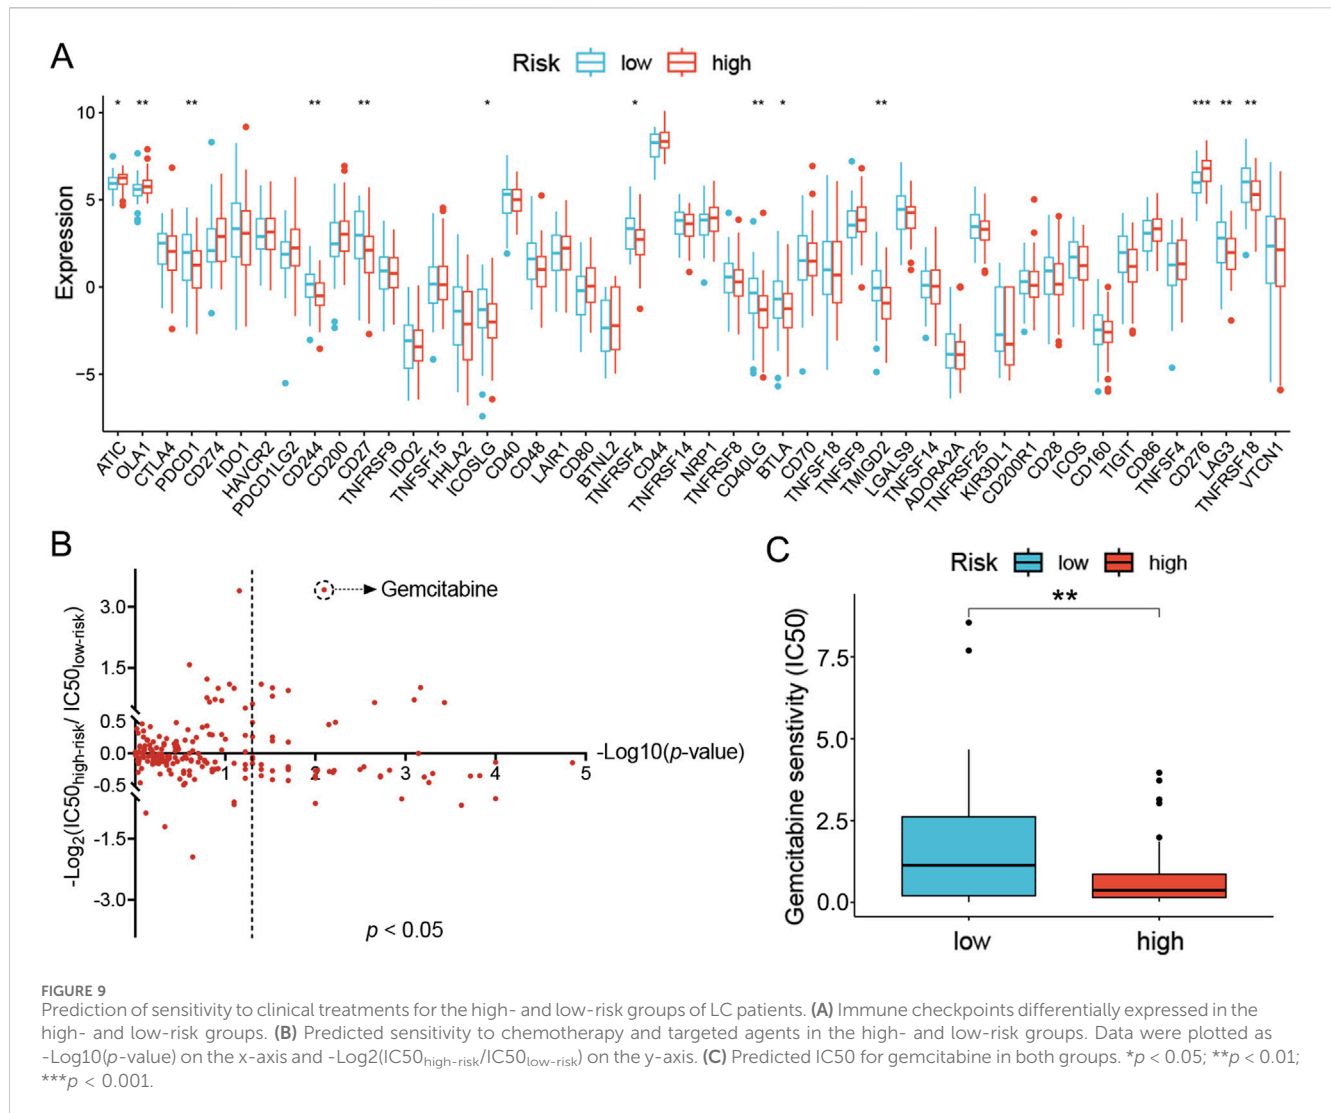 A
Risk low high
* ** ** ** ** * * ** * ** *** ** **
Expression
10
5
0
−5
ATIC
OLA1
CTLA4
PDCD1
CD274
IDO1
HAVCR2
PDCD1LG2
CD244
CD200
CD27
TNFRSF9
IDO2
TNFSF15
HHLA2
ICOSLG
CD40
CD48
LAIR1
CD80
BTNL2
TNFRSF4
CD44
TNFRSF14
NRP1
TNFRSF8
CD40LG
BTLA
CD70
TNFSF18
TNFSF9
TMIGD2
LGALS9
TNFSF14
ADORA2A
TNFRSF25
KIR3DL1
CD200R1
CD28
ICOS
CD160
TIGIT
CD86
TNFSF4
CD276
LAG3
TNFRSF18
VTCN1
B
-Log2(IC50high-risk/ IC50low-risk)
3.0
1.5
0.5
0.0
-0.5
-1.5
-3.0
Gemcitabine
1 2 3 4 5
-Log10(p-value)
p < 0.05
C
Risk low high
**
Gemcitabine senstivity (IC50)
7.5
5.0
2.5
0.0
low high
FIGURE 9
Prediction of sensitivity to clinical treatments for the high- and low-risk groups of LC patients. (A) Immune checkpoints differentially expressed in the
high- and low-risk groups. (B) Predicted sensitivity to chemotherapy and targeted agents in the high- and low-risk groups. Data were plotted as
-Log10(p-value) on the x-axis and -Log2(IC50high-risk/IC50low-risk) on the y-axis. (C) Predicted IC50 for gemcitabine in both groups. *p < 0.05; **p < 0.01;
***p < 0.001.